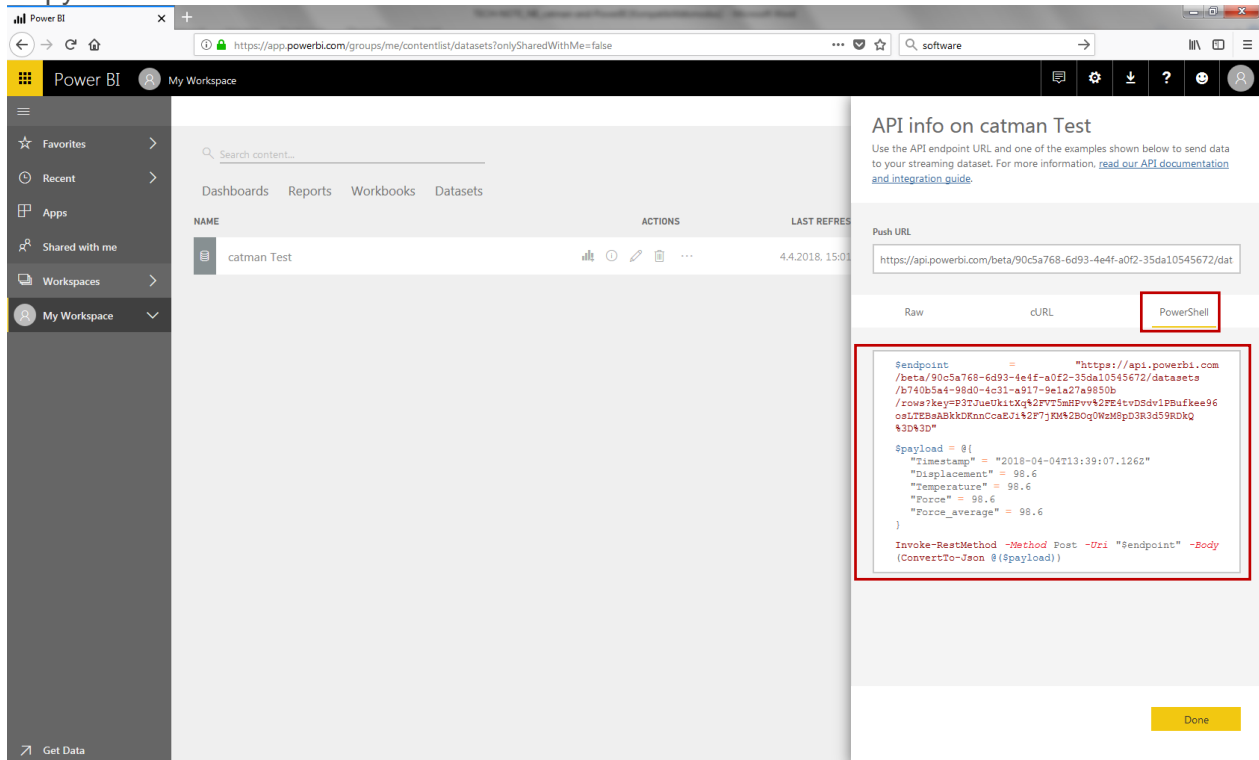 Power BI
https://app.powerbi.com/groups/me/contentlist/datasets?onlySharedWithMe=false
software
Power BI
My Workspace
Favorites
Recent
Apps
Shared with me
Workspaces
My Workspace
Get Data
Search content...
Dashboards Reports Workbooks Datasets
NAME ACTIONS LAST REFRES
catman Test 4.4.2018, 15:01
API info on catman Test
Use the API endpoint URL and one of the examples shown below to send data
to your streaming dataset. For more information, read our API documentation
and integration guide.
Push URL
https://api.powerbi.com/beta/90c5a768-6d93-4e4f-a0f2-35da10545672/dat
Raw cURL PowerShell
$endpoint = "https://api.powerbi.com
/beta/90c5a768-6d93-4e4f-a0f2-35da10545672/datasets
/b740b5a4-98d0-4c31-a917-9e1a27a9850b
/rows?key=P3TJueUkitXq%2FVT5mHPvv%2FE4tvDSdv1PBufkee96
osLTEBsABkkDKnnCcaEJi%2F7jKM%2BOq0WzM8pD3R3d59RDkQ
%3D%3D"
$payload = @{
"Timestamp" = "2018-04-04T13:39:07.126Z"
"Displacement" = 98.6
"Temperature" = 98.6
"Force" = 98.6
"Force_average" = 98.6
}
Invoke-RestMethod -Method Post -Uri "$endpoint" -Body
(ConvertTo-Json @($payload))
Done